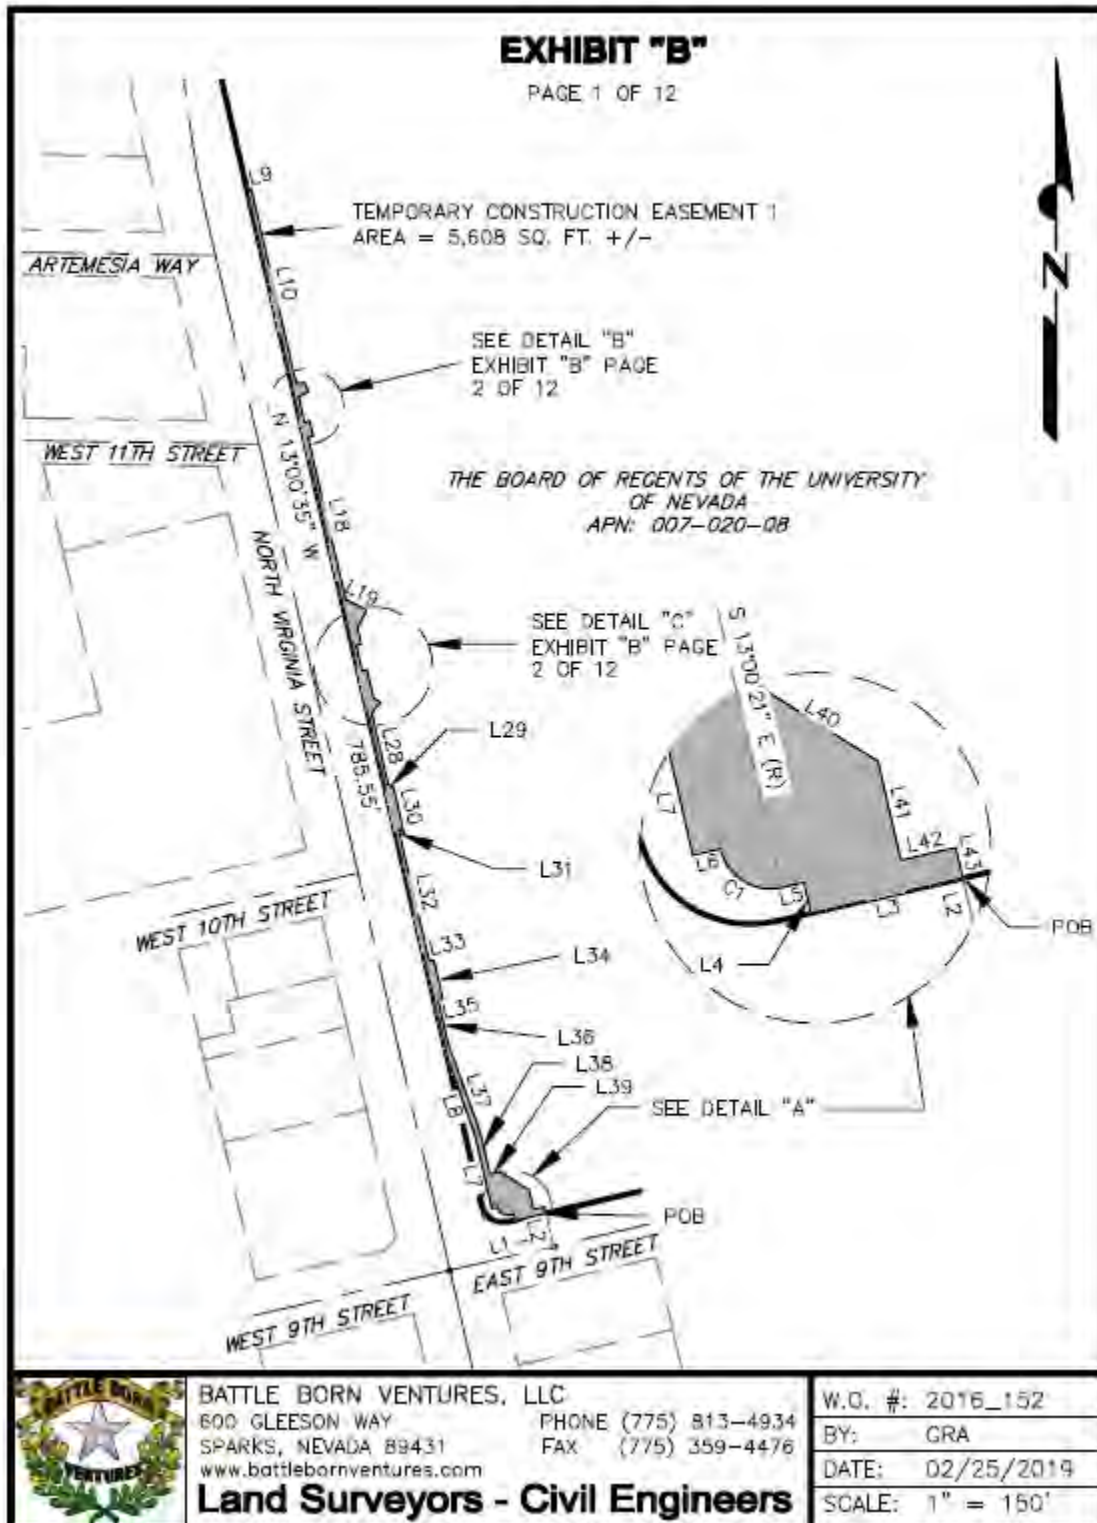 EXHIBIT "B"
PAGE 1 OF 12
L9
TEMPORARY CONSTRUCTION EASEMENT 1
AREA = 5,608 SQ. FT. +/-
ARTEMESIA WAY
L10
N
SEE DETAIL "B"
EXHIBIT "B" PAGE
2 OF 12
WEST 11TH STREET
N 13°00'35" W
L18
THE BOARD OF REGENTS OF THE UNIVERSITY
OF NEVADA
APN: 007-020-08
NORTH VIRGINIA STREET
L19
SEE DETAIL "C"
EXHIBIT "B" PAGE
2 OF 12
S 13°00'21" E (R)
L40
L29
L28
785.55'
L30
L7
L41
L42
L43
L6
C1
L5
L3
L2
POB
L4
L31
L32
WEST 10TH STREET
L33
L34
L35
L36
L38
L37
L39
L8
SEE DETAIL "A"
L7
POB
L1
L2
EAST 9TH STREET
WEST 9TH STREET
BATTLE BORN
VENTURES
BATTLE BORN VENTURES, LLC
600 GLEESON WAY
SPARKS, NEVADA 89431
www.battlebornventures.com
PHONE (775) 813-4934
FAX (775) 359-4476
Land Surveyors - Civil Engineers
W.O. #: 2016_152
BY: GRA
DATE: 02/25/2019
SCALE: 1" = 150'